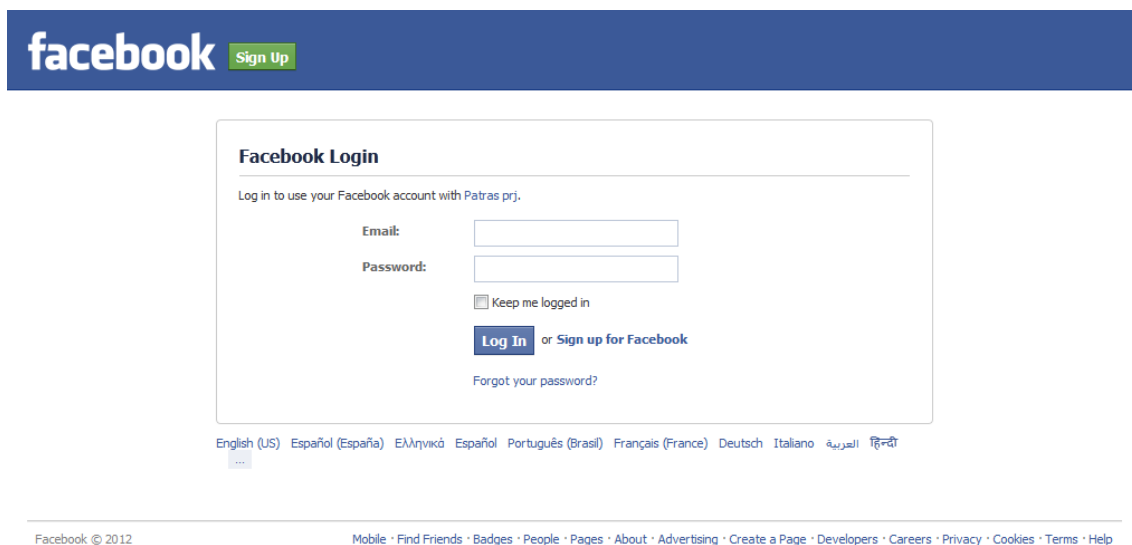 facebook Sign Up
Facebook Login
Log in to use your Facebook account with Patras prj.
Email:
Password:
Keep me logged in
Log In or Sign up for Facebook
Forgot your password?
English (US) Español (España) Ελληνικά Español Português (Brasil) Français (France) Deutsch Italiano العربية हिन्दी
...
Facebook © 2012 Mobile · Find Friends · Badges · People · Pages · About · Advertising · Create a Page · Developers · Careers · Privacy · Cookies · Terms · Help